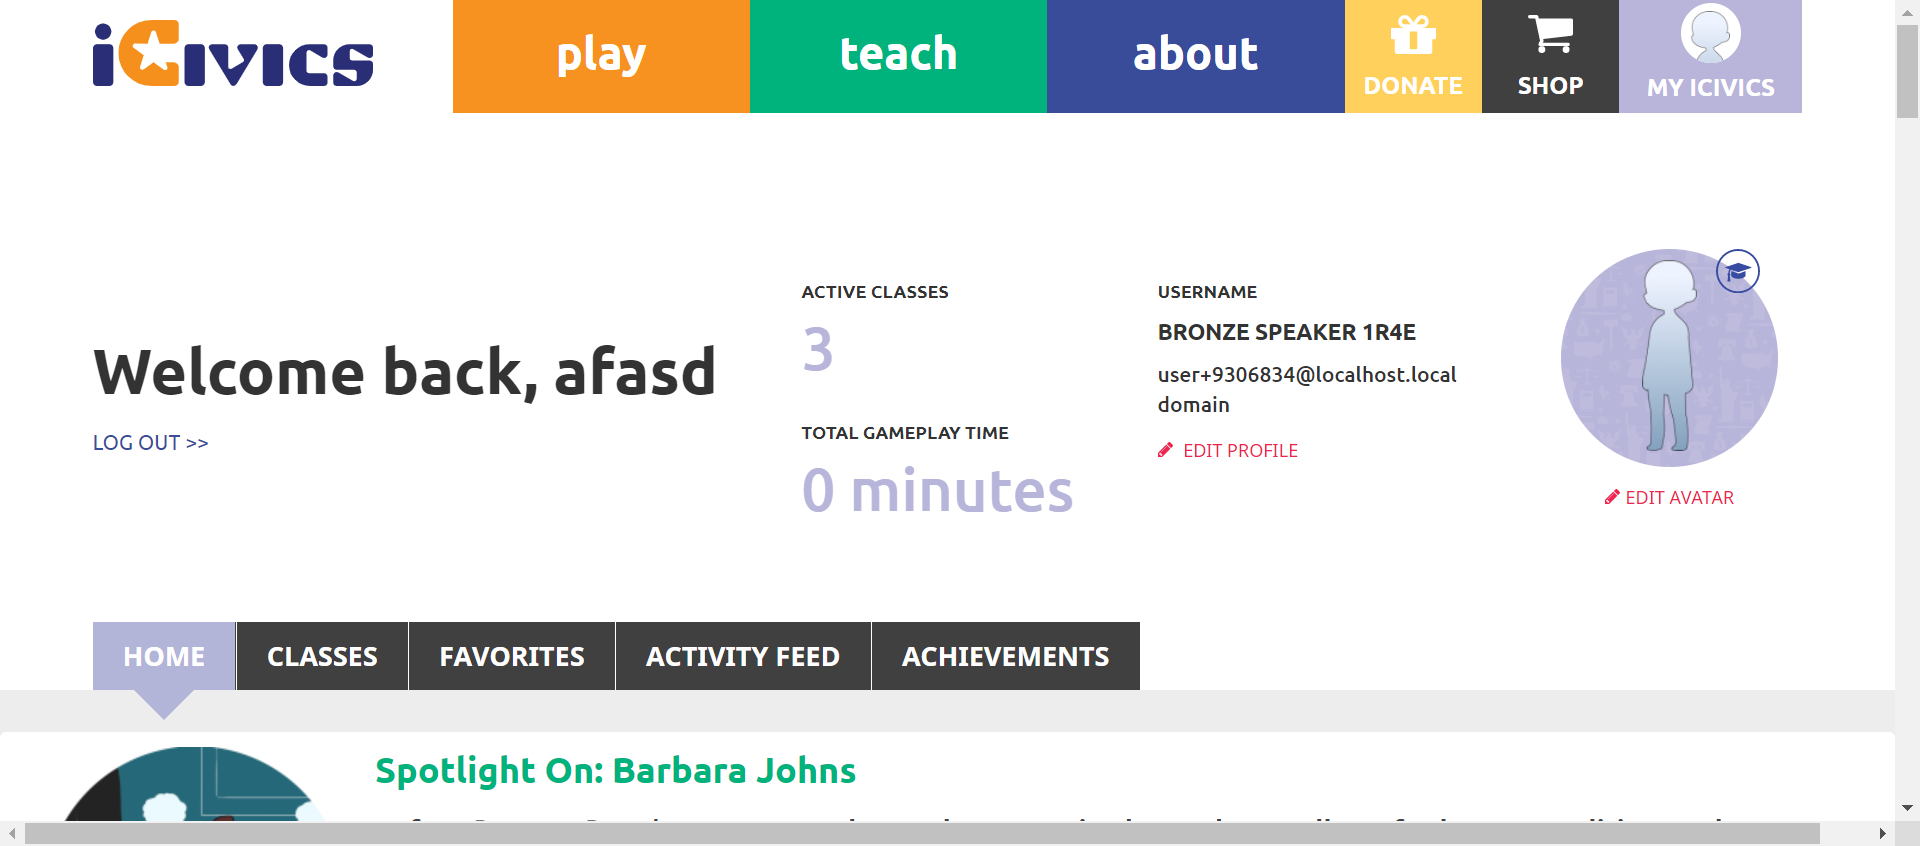 iCivics
play
teach
about
DONATE
SHOP
MY ICIVICS
Welcome back, afasd
LOG OUT >>
ACTIVE CLASSES
3
TOTAL GAMEPLAY TIME
0 minutes
USERNAME
BRONZE SPEAKER 1R4E
user+9306834@localhost.local
domain
EDIT PROFILE
EDIT AVATAR
HOME
CLASSES
FAVORITES
ACTIVITY FEED
ACHIEVEMENTS
Spotlight On: Barbara Johns